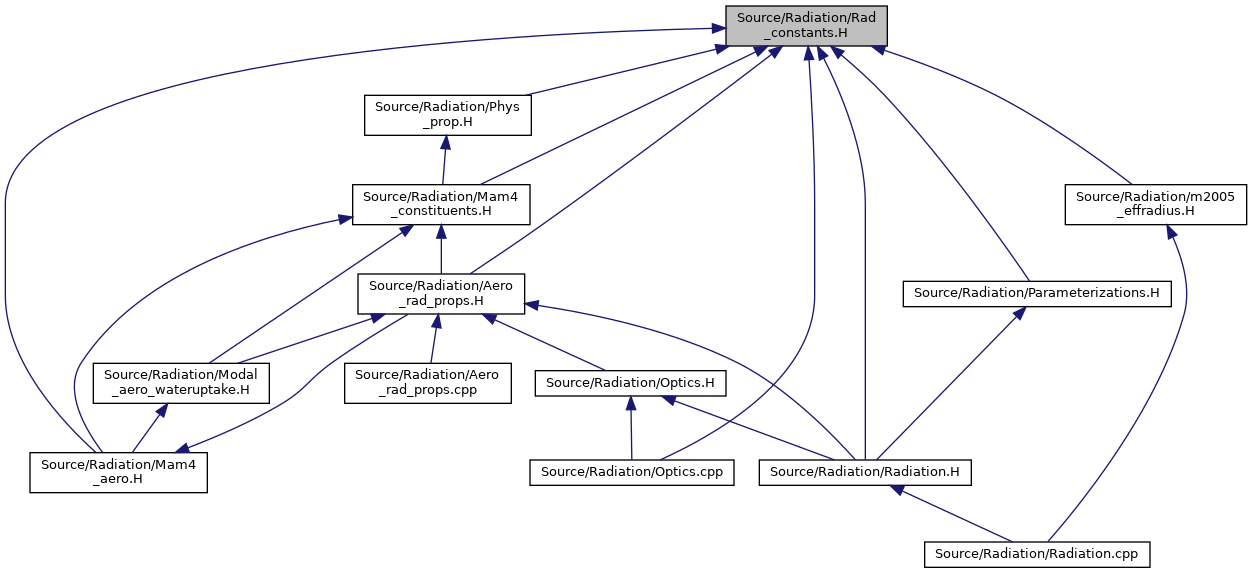 Source/Radiation/Rad
_constants.H
Source/Radiation/Phys
_prop.H
Source/Radiation/Mam4
_constituents.H
Source/Radiation/m2005
_effradius.H
Source/Radiation/Aero
_rad_props.H
Source/Radiation/Parameterizations.H
Source/Radiation/Modal
_aero_wateruptake.H
Source/Radiation/Aero
_rad_props.cpp
Source/Radiation/Optics.H
Source/Radiation/Mam4
_aero.H
Source/Radiation/Optics.cpp
Source/Radiation/Radiation.H
Source/Radiation/Radiation.cpp